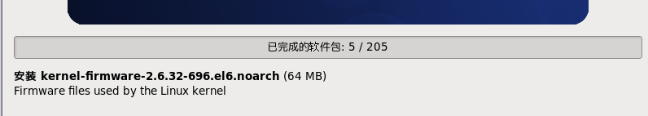 已完成的软件包: 5 / 205
安装 kernel-firmware-2.6.32-696.el6.noarch (64 MB)
Firmware files used by the Linux kernel